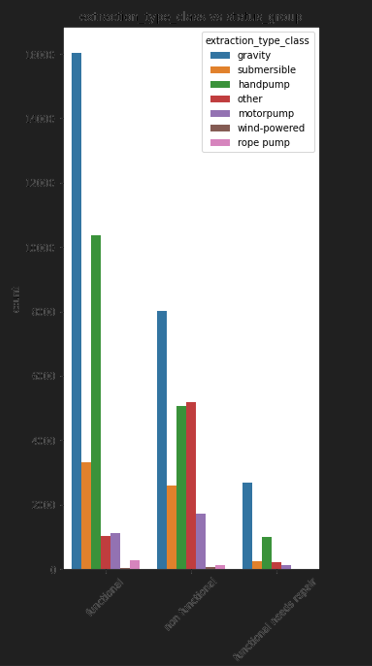 extraction_type_class vs status_group
extraction_type_class
gravity
submersible
handpump
other
motorpump
wind-powered
rope pump
16000
14000
12000
10000
8000
6000
4000
2000
0
count
functional
non functional
functional needs repair